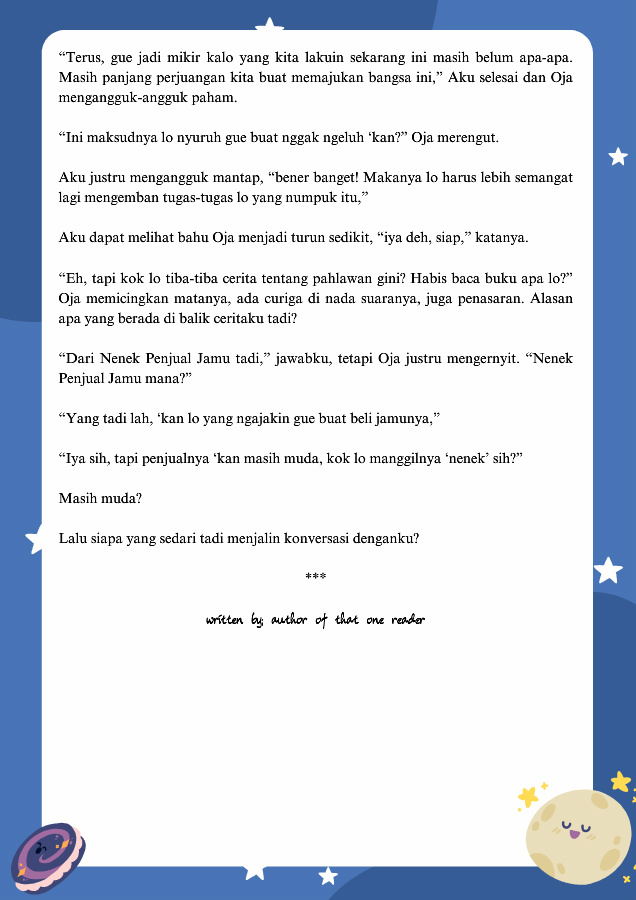 “Terus, gue jadi mikir kalo yang kita lakuin sekarang ini masih belum apa-apa.
Masih panjang perjuangan kita buat memajukan bangsa ini,” Aku selesai dan Oja
mengangguk-angguk paham.
“Ini maksudnya lo nyuruh gue buat nggak ngeluh ‘kan?” Oja merengut.
Aku justru mengangguk mantap, “bener banget! Makanya lo harus lebih semangat
lagi mengemban tugas-tugas lo yang numpuk itu,”
Aku dapat melihat bahu Oja menjadi turun sedikit, “iya deh, siap,” katanya.
“Eh, tapi kok lo tiba-tiba cerita tentang pahlawan gini? Habis baca buku apa lo?”
Oja memicingkan matanya, ada curiga di nada suaranya, juga penasaran. Alasan
apa yang berada di balik ceritaku tadi?
“Dari Nenek Penjual Jamu tadi,” jawabku, tetapi Oja justru mengernyit. “Nenek
Penjual Jamu mana?”
“Yang tadi lah, ‘kan lo yang ngajakin gue buat beli jamunya,”
“Iya sih, tapi penjualnya ‘kan masih muda, kok lo manggilnya ‘nenek’ sih?”
Masih muda?
Lalu siapa yang sedari tadi menjalin konversasi denganku?
***
written by; author of that one reader